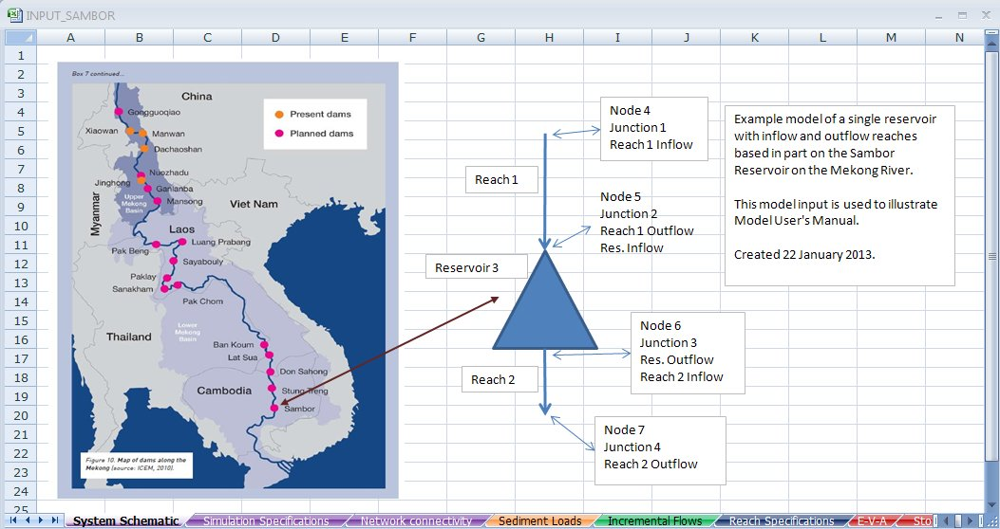 INPUT_SAMBOR
A B C D E F G H I J K L M N
1
2
3
4
5
6
7
8
9
10
11
12
13
14
15
16
17
18
19
20
21
22
23
24
25
Box 7 continued...
China
Present dams
Planned dams
Gongguoqiao
Xiaowan
Manwan
Dachaoshan
Nuozhadu
Jinghong
Ganlanba
Mansong
Upper
Mekong
Basin
Myanmar
Viet Nam
Laos
Luang Prabang
Pak Beng
Sayabouly
Paklay
Sanakham
Pak Chom
Lower
Mekong
Basin
Thailand
Ban Koum
Lat Sua
Don Sahong
Cambodia
Stung Treng
Sambor
Figure 10. Map of dams along the
Mekong (source: ICEM, 2010).
Node 4
Junction 1
Reach 1 Inflow
Reach 1
Node 5
Junction 2
Reach 1 Outflow
Res. Inflow
Reservoir 3
Node 6
Junction 3
Res. Outflow
Reach 2 Inflow
Reach 2
Node 7
Junction 4
Reach 2 Outflow
Example model of a single reservoir
with inflow and outflow reaches
based in part on the Sambor
Reservoir on the Mekong River.
This model input is used to illustrate
Model User's Manual.
Created 22 January 2013.
System Schematic Simulation Specifications Network connectivity Sediment Loads Incremental Flows Reach Specifications E-V-A Sto